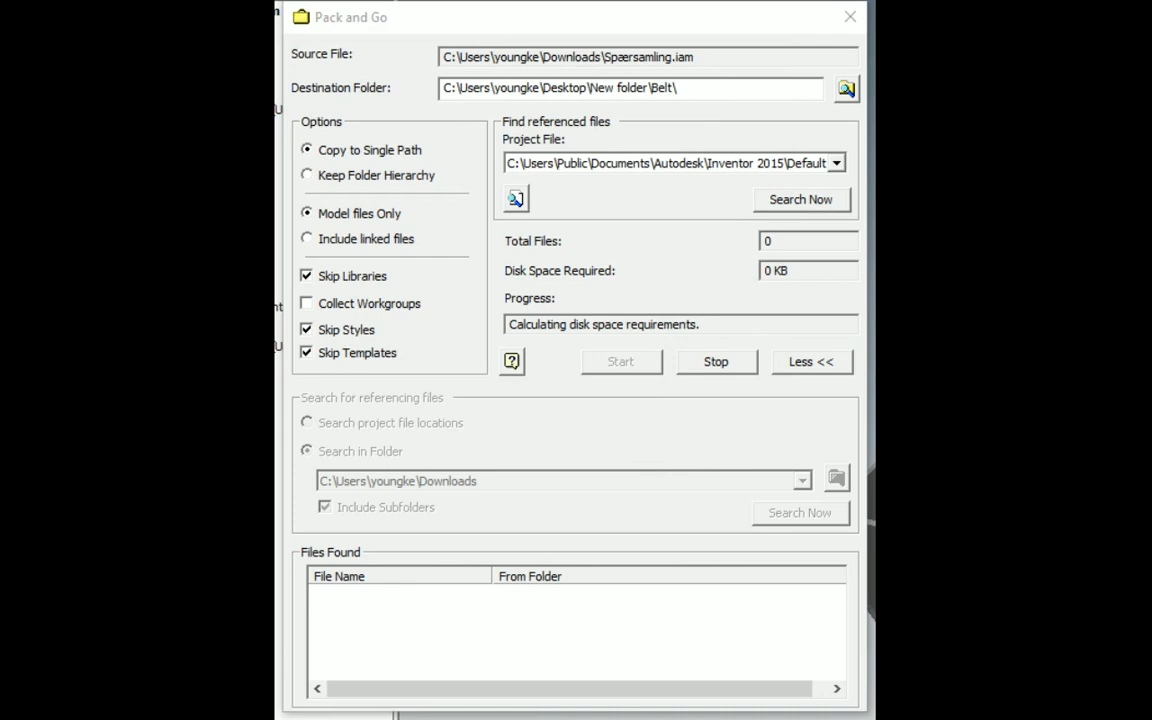 Pack and Go
Source File:
C:\Users\youngke\Downloads\Spærsamling.iam
Destination Folder:
C:\Users\youngke\Desktop\New folder\Belt\
Options
Copy to Single Path
Keep Folder Hierarchy
Model files Only
Include linked files
Skip Libraries
Collect Workgroups
Skip Styles
Skip Templates
Find referenced files
Project File:
C:\Users\Public\Documents\Autodesk\Inventor 2015\Default
Search Now
Total Files:
0
Disk Space Required:
0 KB
Progress:
Calculating disk space requirements.
Start
Stop
Less <<
Search for referencing files
Search project file locations
Search in Folder
C:\Users\youngke\Downloads
Include Subfolders
Search Now
Files Found
File Name
From Folder